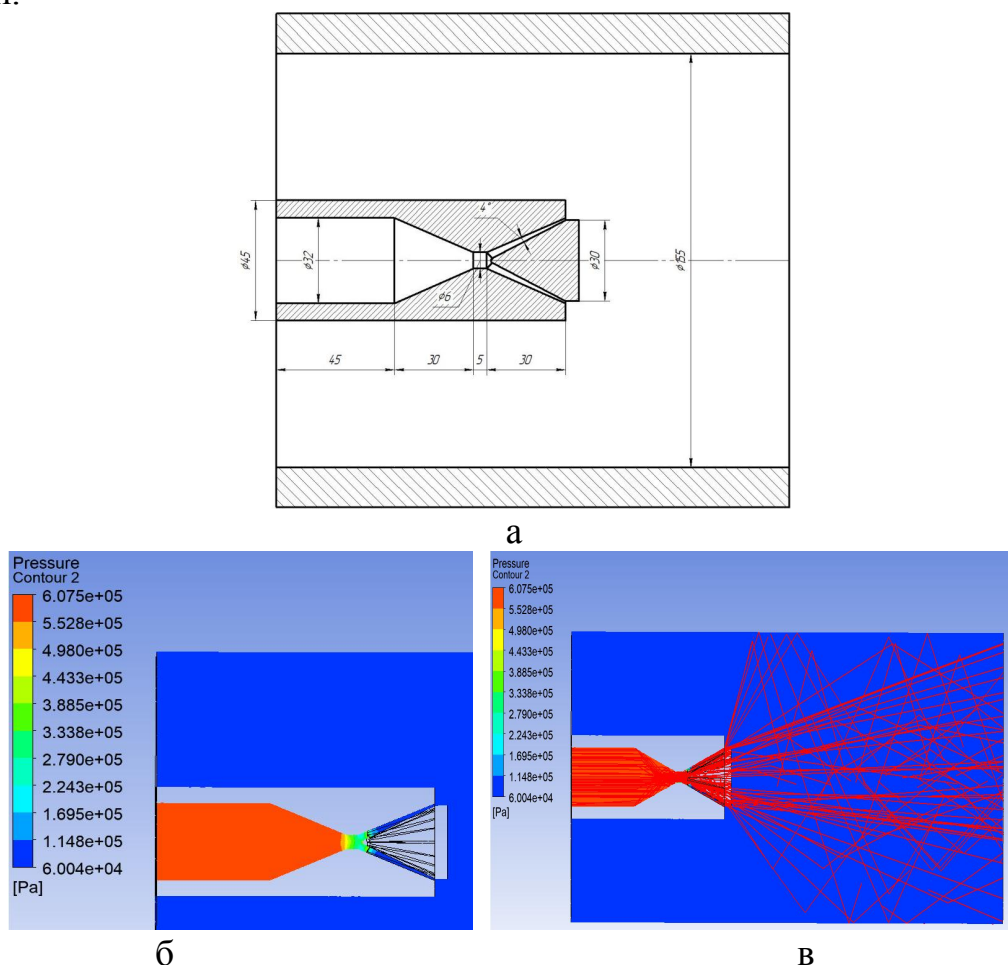 4°
ø45
ø32
ø6
ø30
ø155
45
30
5
30
а
Pressure
Contour 2
6.075e+05
5.528e+05
4.980e+05
4.433e+05
3.885e+05
3.338e+05
2.790e+05
2.243e+05
1.695e+05
1.148e+05
6.004e+04
[Pa]
б
Pressure
Contour 2
6.075e+05
5.528e+05
4.980e+05
4.433e+05
3.885e+05
3.338e+05
2.790e+05
2.243e+05
1.695e+05
1.148e+05
6.004e+04
[Pa]
в